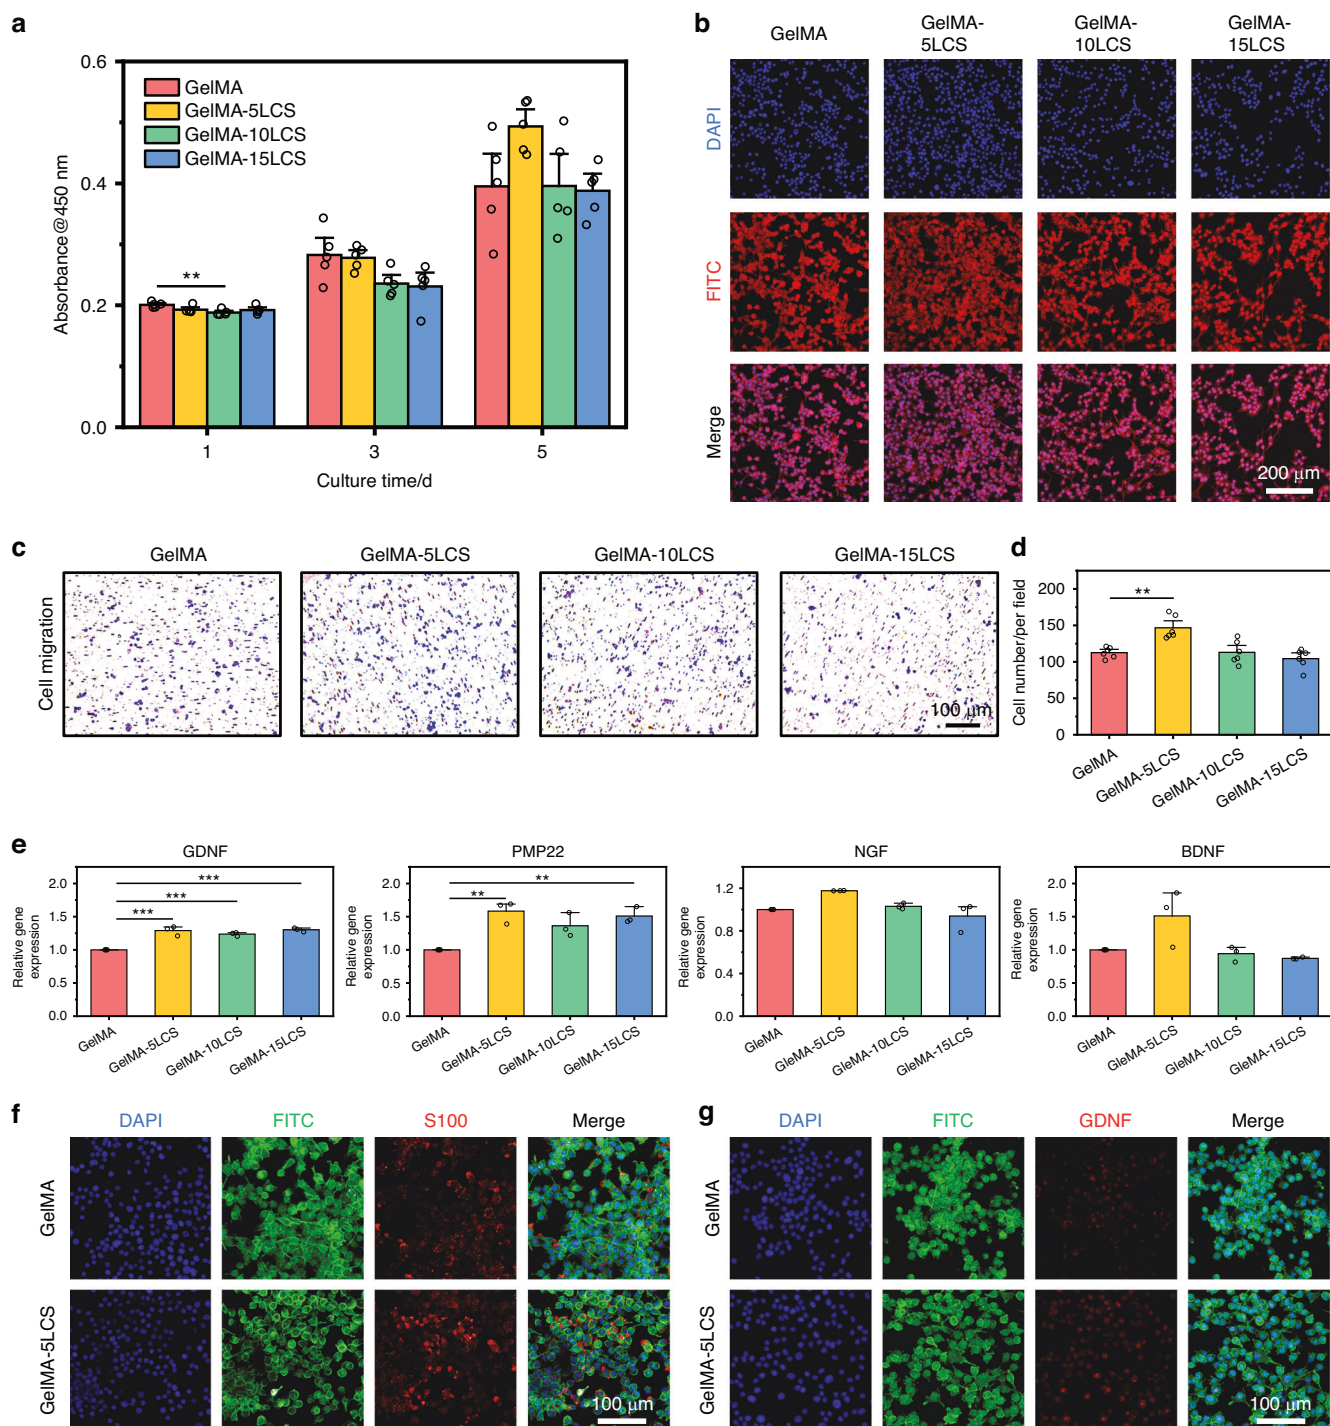 a
0.6
0.4
0.2
0.0
Absorbance@450 nm
GelMA
GelMA-5LCS
GelMA-10LCS
GelMA-15LCS
**
1
3
5
Culture time/d
b
GelMA
GelMA-
5LCS
GelMA-
10LCS
GelMA-
15LCS
DAPI
FITC
Merge
200 μm
c
GelMA
GelMA-5LCS
GelMA-10LCS
GelMA-15LCS
Cell migration
100 μm
d
200
150
100
50
0
Cell number/per field
**
GelMA
GelMA-5LCS
GelMA-10LCS
GelMA-15LCS
e
GDNF
2.0
1.5
1.0
0.5
0.0
Relative gene
expression
***
***
***
GelMA
GelMA-5LCS
GelMA-10LCS
GelMA-15LCS
PMP22
2.0
1.5
1.0
0.5
0.0
Relative gene
expression
**
**
GelMA
GelMA-5LCS
GelMA-10LCS
GelMA-15LCS
NGF
1.2
0.8
0.4
0.0
Relative gene
expression
GleMA
GleMA-5LCS
GleMA-10LCS
GleMA-15LCS
BDNF
2.0
1.5
1.0
0.5
0.0
Relative gene
expression
GleMA
GleMA-5LCS
GleMA-10LCS
GleMA-15LCS
f
DAPI
FITC
S100
Merge
GelMA
GelMA-5LCS
100 μm
g
DAPI
FITC
GDNF
Merge
GelMA
GelMA-5LCS
100 μm